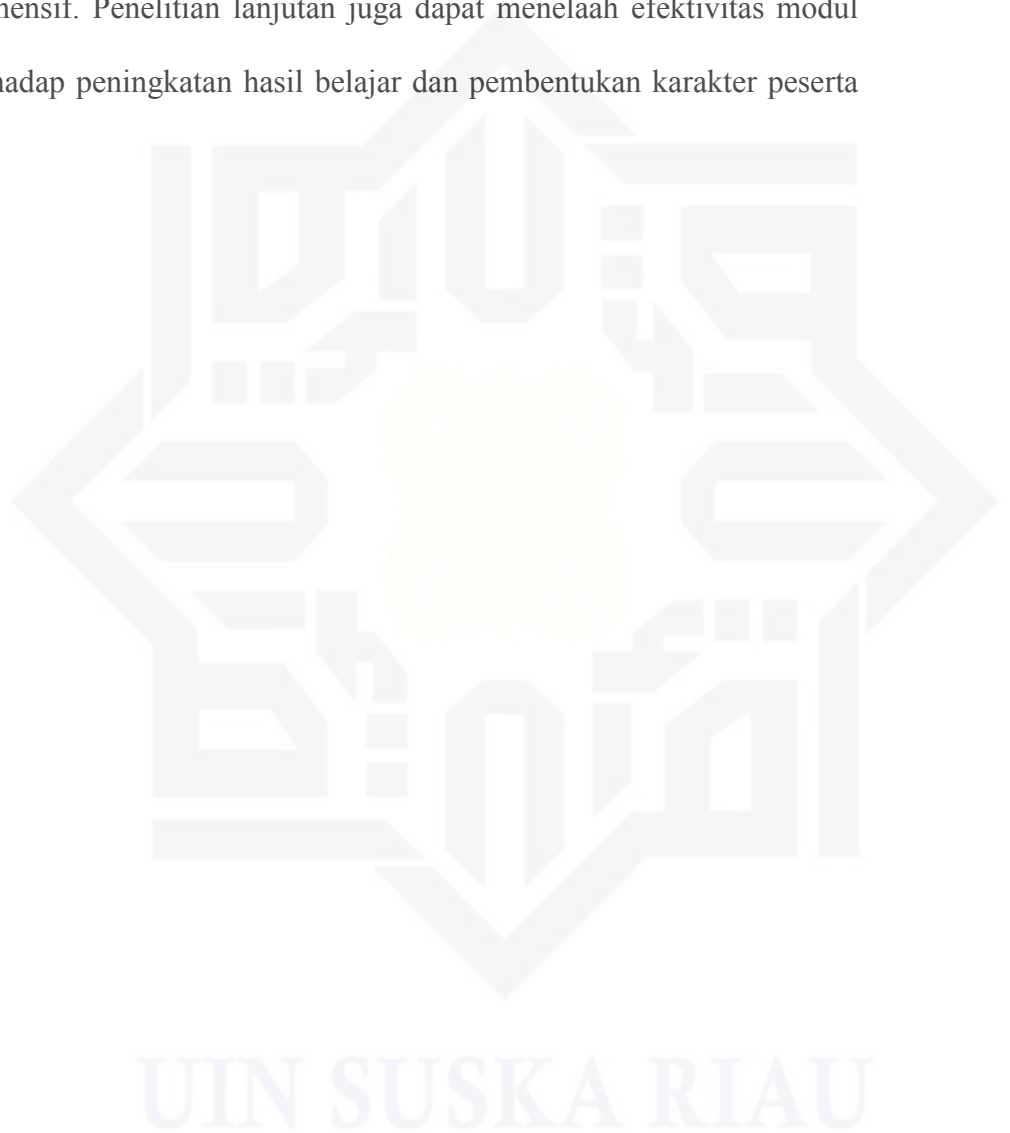 hensif. Penelitian lanjutan juga dapat menelaah efektivitas modul
hadap peningkatan hasil belajar dan pembentukan karakter peserta
UIN SUSKA RIAU